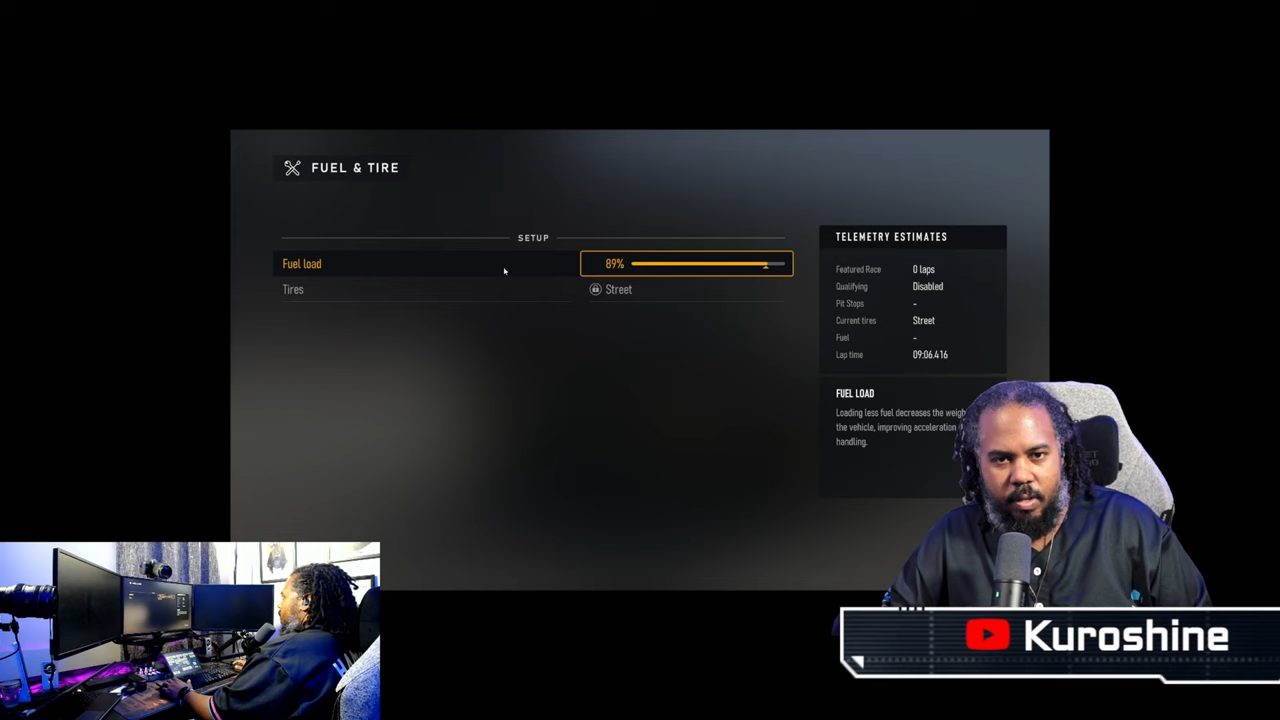 FUEL & TIRE
SETUP
Fuel load 89%
Tires Street
TELEMETRY ESTIMATES
Featured Race 0 laps
Qualifying Disabled
Pit Stops -
Current tires Street
Fuel -
Lap time 09:06.416
FUEL LOAD
Loading less fuel decreases the
the vehicle, improving acceleration
handling.
Kuroshine